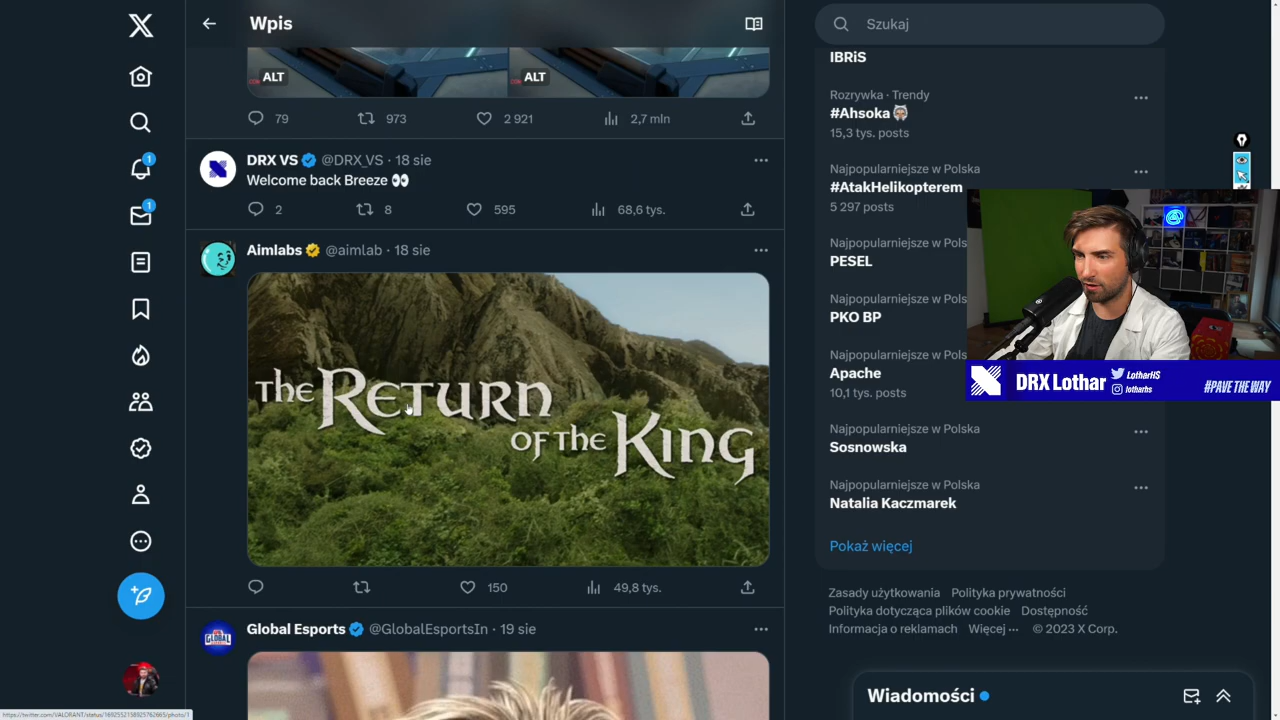 Wpis
Szukaj
ALT
ALT
79
973
2 921
2,7 mln
DRX VS @DRX_VS · 18 sie
Welcome back Breeze 👀
2
8
595
68,6 tys.
Aimlabs @aimlab · 18 sie
The Return
of the King
150
49,8 tys.
Global Esports @GlobalEsportsIn · 19 sie
GLOBAL
IBRiS
Rozrywka · Trendy
#Ahsoka
15,3 tys. posts
Najpopularniejsze w Polska
#AtakHelikopterem
5 297 posts
Najpopularniejsze w Pols
PESEL
Najpopularniejsze w Pols
PKO BP
Najpopularniejsze w Pols
Apache
10,1 tys. posts
Najpopularniejsze w Polska
Sosnowska
Najpopularniejsze w Polska
Natalia Kaczmarek
Pokaż więcej
Zasady użytkowania Polityka prywatności
Polityka dotycząca plików cookie Dostępność
Informacja o reklamach Więcej ··· © 2023 X Corp.
Wiadomości
1
1
DRX Lothar
LotharHS
lotharhs
#PAVE THE WAY